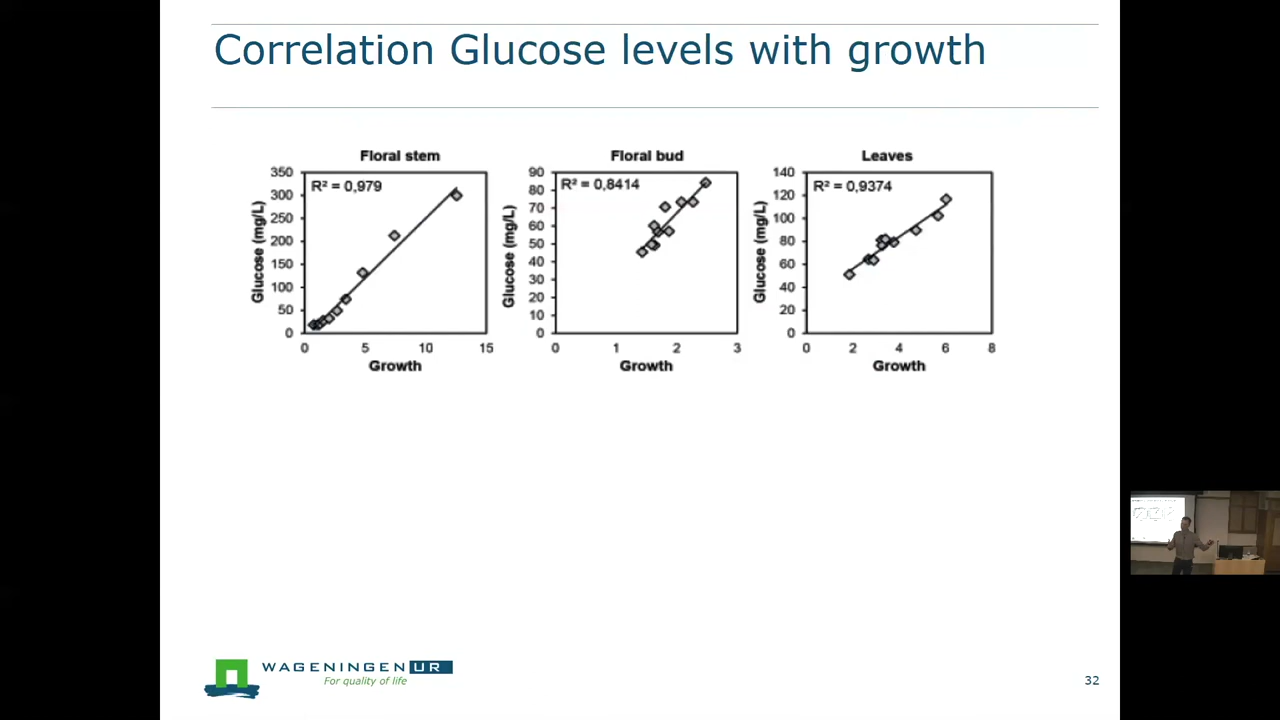 Correlation Glucose levels with growth
Floral stem
R² = 0,979
Glucose (mg/L)
350
300
250
200
150
100
50
0
0 5 10 15
Growth
Floral bud
R² = 0,8414
Glucose (mg/L)
90
80
70
60
50
40
30
20
10
0
0 1 2 3
Growth
Leaves
R² = 0,9374
Glucose (mg/L)
140
120
100
80
60
40
20
0
0 2 4 6 8
Growth
WAGENINGEN UR
For quality of life
32